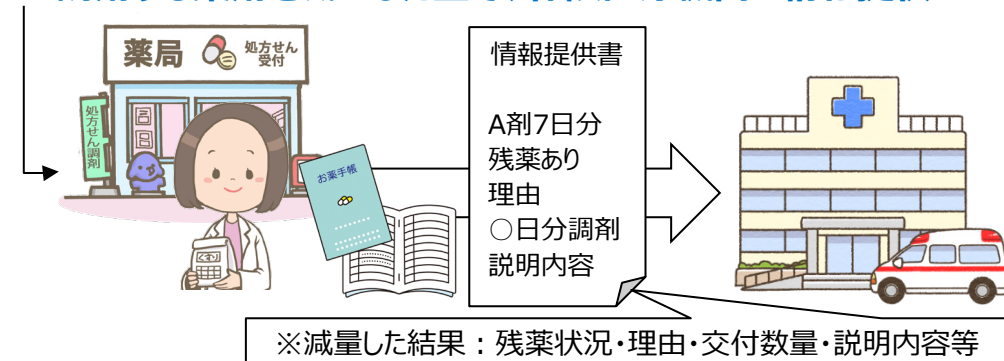 薬局
処方せん
受付
処方せん調剤
お薬手帳
くすり
情報提供書
A剤7日分
残薬あり
理由
○日分調剤
説明内容
※減量した結果：残薬状況・理由・交付数量・説明内容等